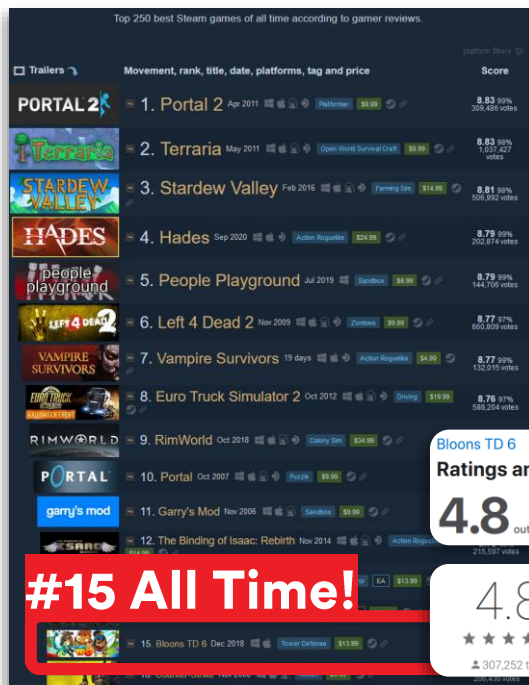 Top 250 best Steam games of all time according to gamer reviews.
platform filters
Trailers
Movement, rank, title, date, platforms, tag and price
Score
PORTAL 2
1. Portal 2 Apr 2011 Platformer $9.99
8.83 99%
309,486 votes
Terraria
2. Terraria May 2011 Open World Survival Craft $9.99
8.83 98%
1,037,427
votes
STARDEW
VALLEY
3. Stardew Valley Feb 2016 Farming Sim $14.99
8.81 98%
506,992 votes
HADES
4. Hades Sep 2020 Action Roguelike $24.99
8.79 99%
202,874 votes
people
playground
5. People Playground Jul 2019 Sandbox $9.99
8.79 99%
144,706 votes
LEFT 4 DEAD 2
6. Left 4 Dead 2 Nov 2009 Zombies $9.99
8.77 97%
660,809 votes
VAMPIRE
SURVIVORS
7. Vampire Survivors 19 days Action Roguelike $4.99
8.77 99%
132,015 votes
EURO TRUCK
SIMULATOR 2
HALLOWEEN EVENT
8. Euro Truck Simulator 2 Oct 2012 Driving $19.99
8.76 97%
588,204 votes
RIMWORLD
9. RimWorld Oct 2018 Colony Sim $34.99
PORTAL
10. Portal Oct 2007 Puzzle $9.99
garry's mod
11. Garry's Mod Nov 2006 Sandbox $9.99
ISAAC
12. The Binding of Isaac: Rebirth Nov 2014 Action Rogue
$14.99
215,597 votes
Bloons TD 6
Ratings an
4.8 out
EA $13.99
#15 All Time!
4.8
307,252 t
15. Bloons TD 6 Dec 2018 Tower Defense $13.99
206,436 votes